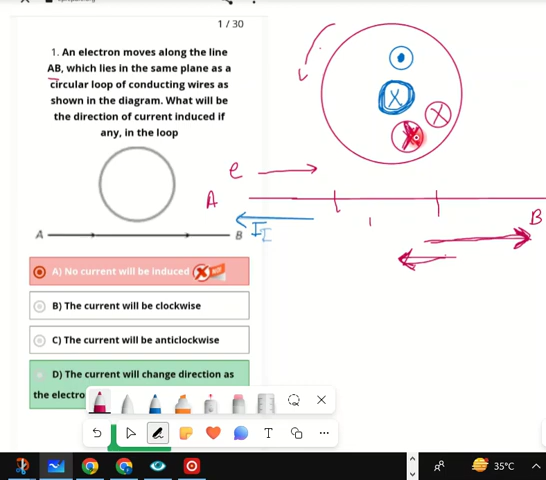 1 / 30
1. An electron moves along the line
AB, which lies in the same plane as a
circular loop of conducting wires as
shown in the diagram. What will be
the direction of current induced if
any, in the loop
A
B
A) No current will be induced
B) The current will be clockwise
C) The current will be anticlockwise
D) The current will change direction as
the electro
X
X
e
A
B
I
T
35°C